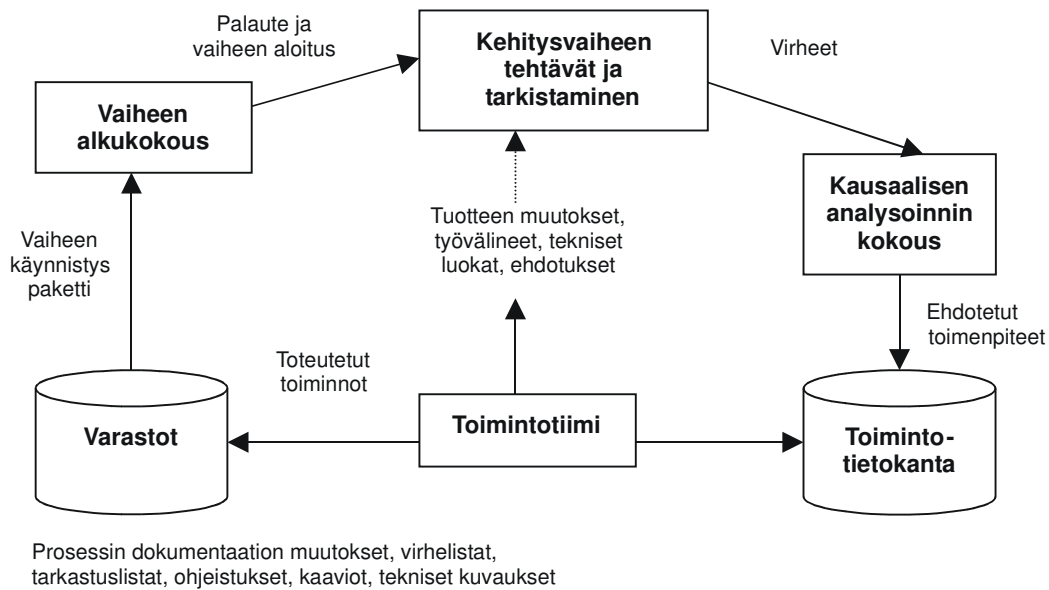 Palaute ja
vaiheen aloitus
Kehitysvaiheen
tehtävät ja
tarkistaminen
Virheet
Vaiheen
alkukokous
Kausaalisen
analysoinnin
kokous
Tuotteen muutokset,
työvälineet, tekniset
luokat, ehdotukset
Vaiheen
käynnistys
paketti
Ehdotetut
toimenpiteet
Toteutetut
toiminnot
Varastot
Toimintotiimi
Toiminto-
tietokanta
Prosessin dokumentaation muutokset, virhelistat,
tarkastuslistat, ohjeistukset, kaaviot, tekniset kuvaukset